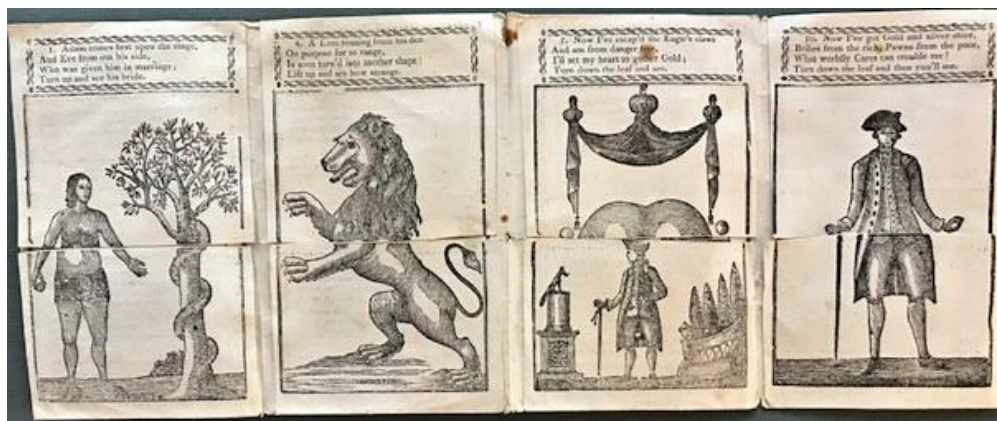 1. Adam comes first upon the stage,
And Eve from out his side,
Who was given him in marriage;
Turn up and see his bride.
4. A Lion rousing from his den
On purpose for to range,
Is soon turn'd into another shape!
Lift up and see how strange.
7. Now I've escap'd the Eagle's claws
And am from danger free,
I'll set my heart to gather Gold;
Turn down the leaf and see.
10. Now I've got Gold and silver store,
Bribes from the rich, Pawns from the poor,
What worldly Cares can trouble me?
Turn down the leaf and then you'll see.